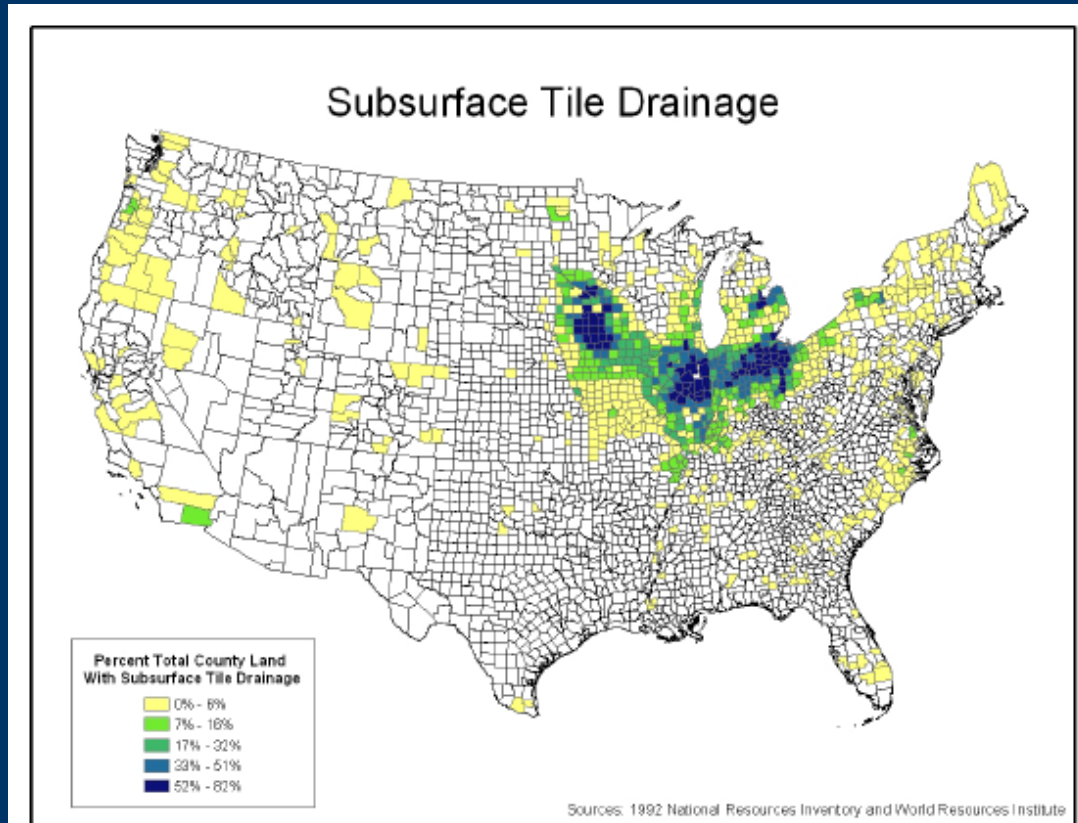 Subsurface Tile Drainage
Percent Total County Land
With Subsurface Tile Drainage
0% - 6%
7% - 16%
17% - 32%
33% - 51%
52% - 82%
Sources: 1992 National Resources Inventory and World Resources Institute